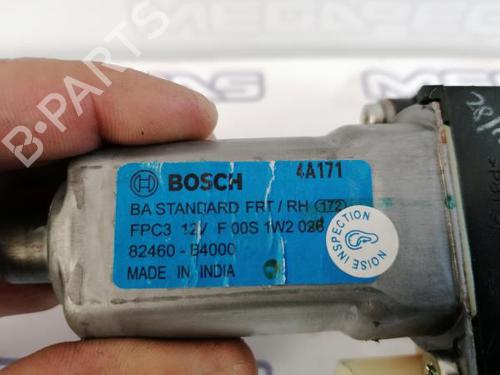 B-PARTS
BOSCH 4A171
BA STANDARD FRT / RH 172
FPC3 12V F 00S 1W2 026
82460 - B4000
MADE IN INDIA
NOISE INSPECTION